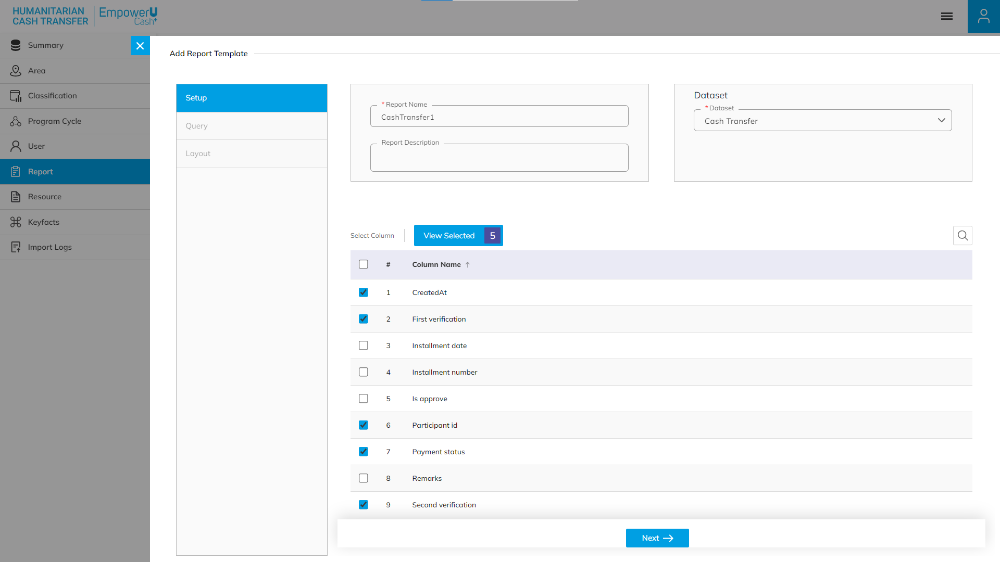 HUMANITARIAN
CASH TRANSFER
EmpowerU
Cash+
Summary
Area
Classification
Program Cycle
User
Report
Resource
Keyfacts
Import Logs
Add Report Template
Setup
Query
Layout
* Report Name
CashTransfer1
Report Description
Dataset
* Dataset
Cash Transfer
Select Column
View Selected 5
# Column Name
1 CreatedAt
2 First verification
3 Installment date
4 Installment number
5 Is approve
6 Participant id
7 Payment status
8 Remarks
9 Second verification
Next